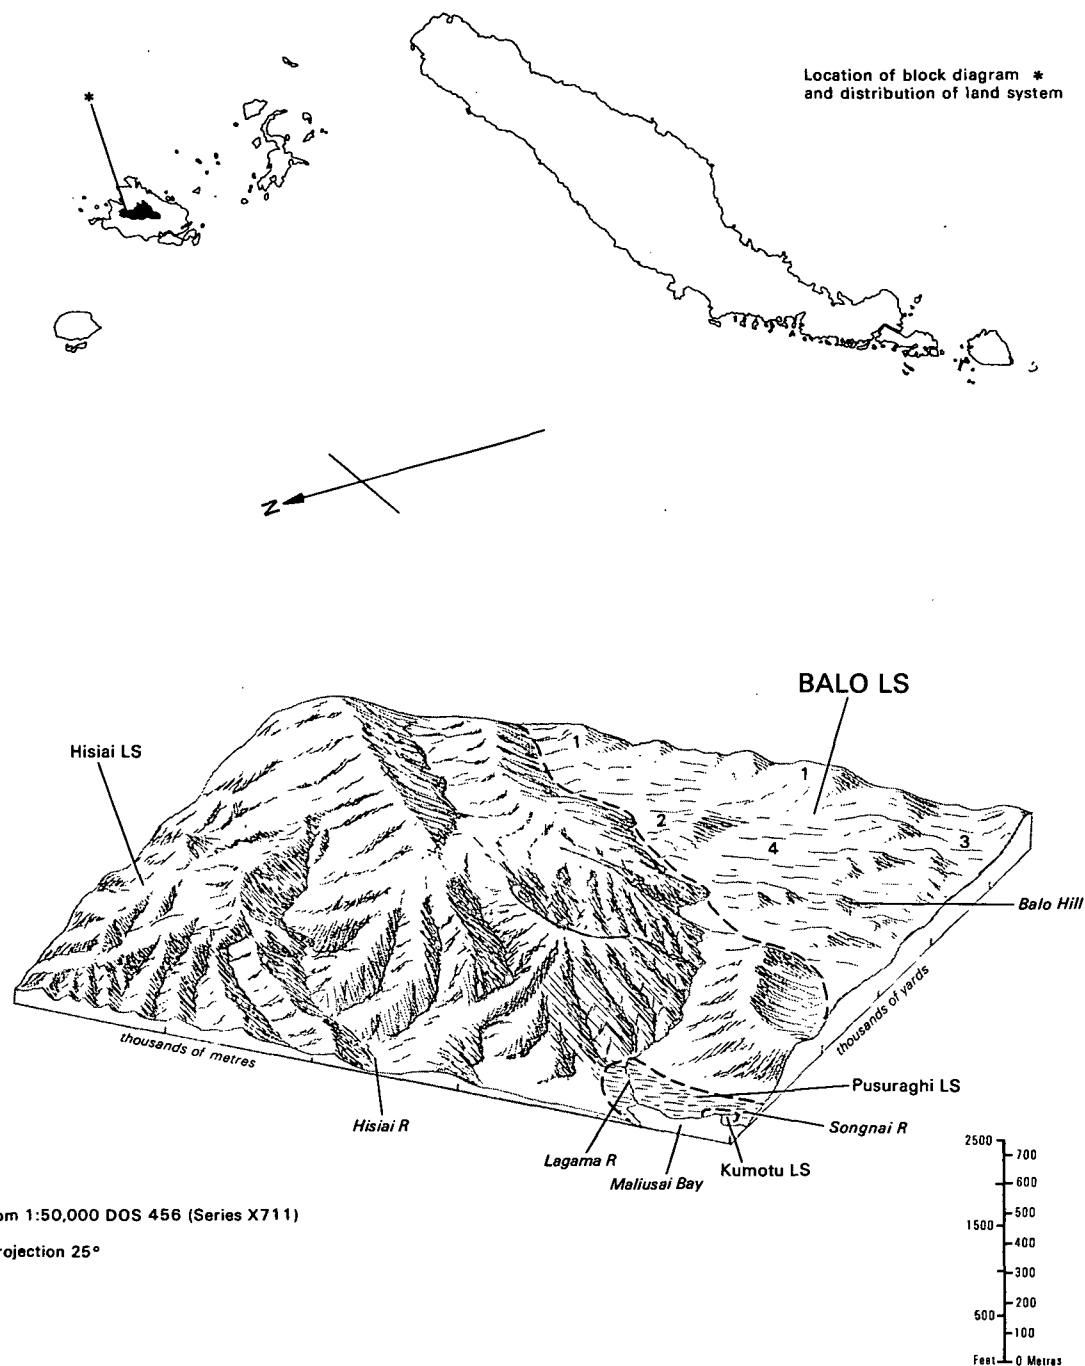 Location of block diagram *
and distribution of land system
*
N
BALO LS
Hisiai LS
1
1
2
4
3
Balo Hill
thousands of metres
thousands of yards
Pusuraghi LS
Hisiai R
Songnai R
Lagama R
Kumotu LS
Maliusai Bay
om 1:50,000 DOS 456 (Series X711)
rojection 25°
2500
700
600
500
1500
400
300
200
500
100
Feet 0 Metres